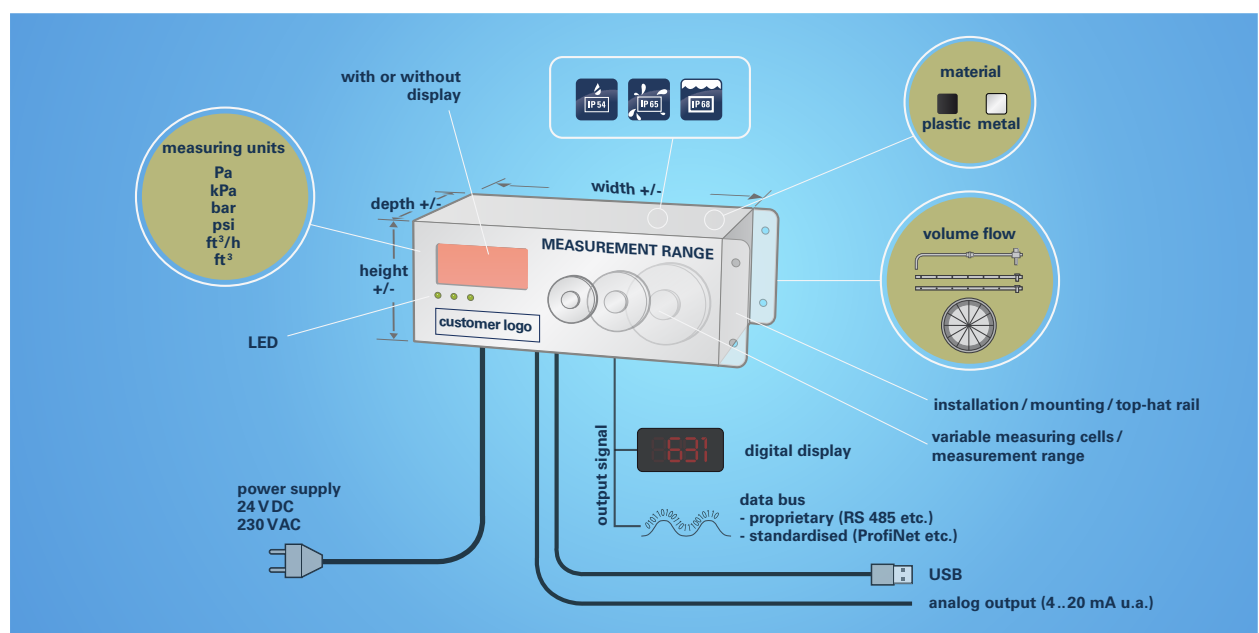 with or without
display
IP 54
IP 65
IP 68
material
plastic metal
measuring units
Pa
kPa
bar
psi
ft³/h
ft³
depth +/-
width +/-
height
+/-
MEASUREMENT RANGE
customer logo
LED
volume flow
installation / mounting / top-hat rail
variable measuring cells /
measurement range
output signal
631
digital display
data bus
- proprietary (RS 485 etc.)
- standardised (ProfiNet etc.)
power supply
24 V DC
230 V AC
USB
analog output (4 .. 20 mA u.a.)